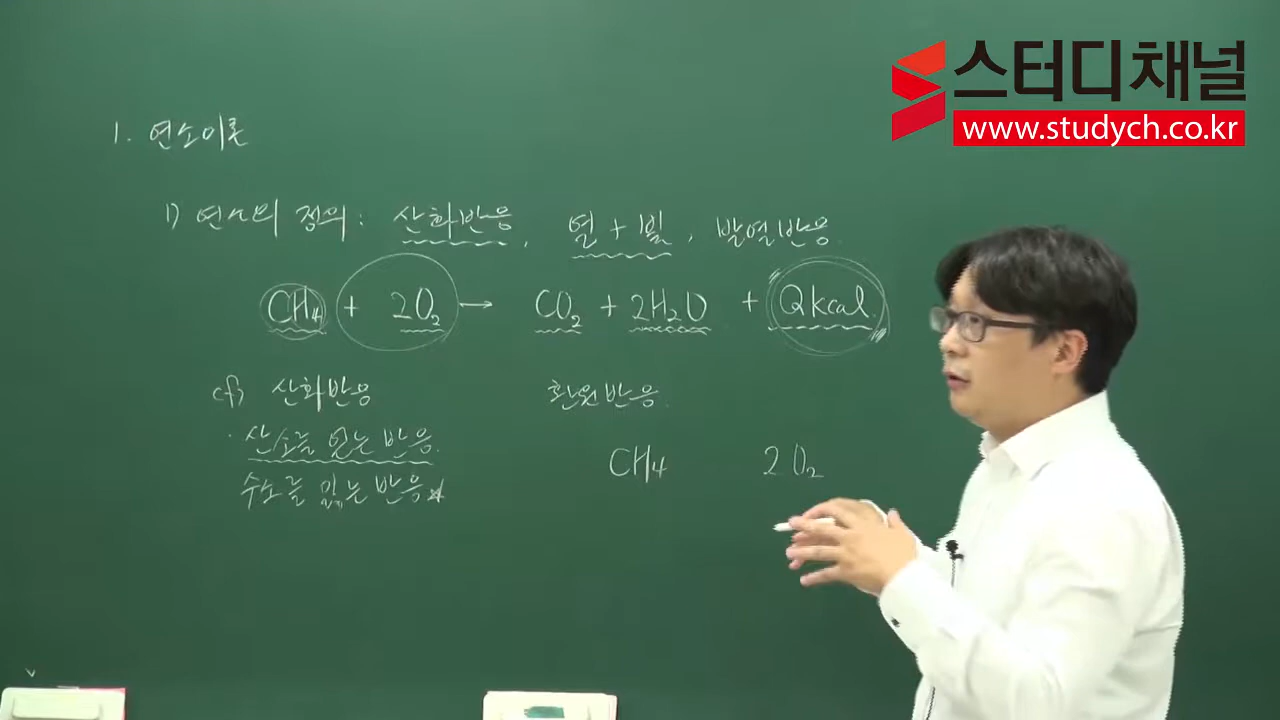 스터디채널
www.studych.co.kr
1. 연소이론
1) 연소의 정의 : 산화반응, 열 + 빛, 발열반응.
CH₄ + 2O₂ → CO₂ + 2H₂O + Qkcal.
cf) 산화반응 환원반응.
· 산소를 얻는 반응.
수소를 잃는 반응
CH₄ 2O₂